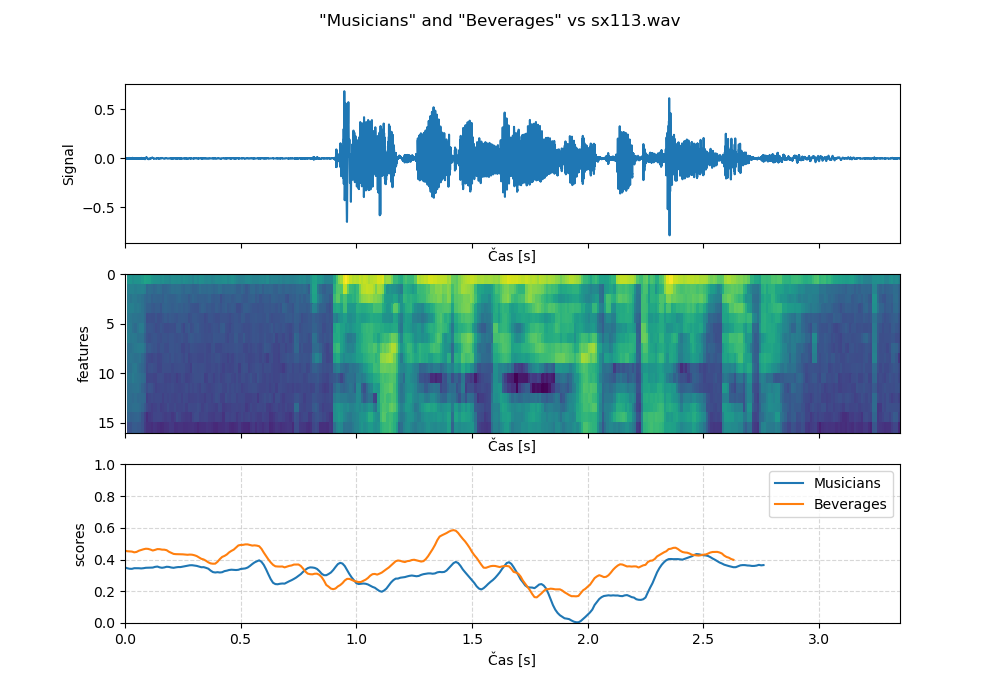 "Musicians" and "Beverages" vs sx113.wav
0.5
0.0
−0.5
Signal
Čas [s]
0
5
10
15
features
Čas [s]
1.0
0.8
0.6
0.4
0.2
0.0
scores
Musicians
Beverages
0.0 0.5 1.0 1.5 2.0 2.5 3.0
Čas [s]